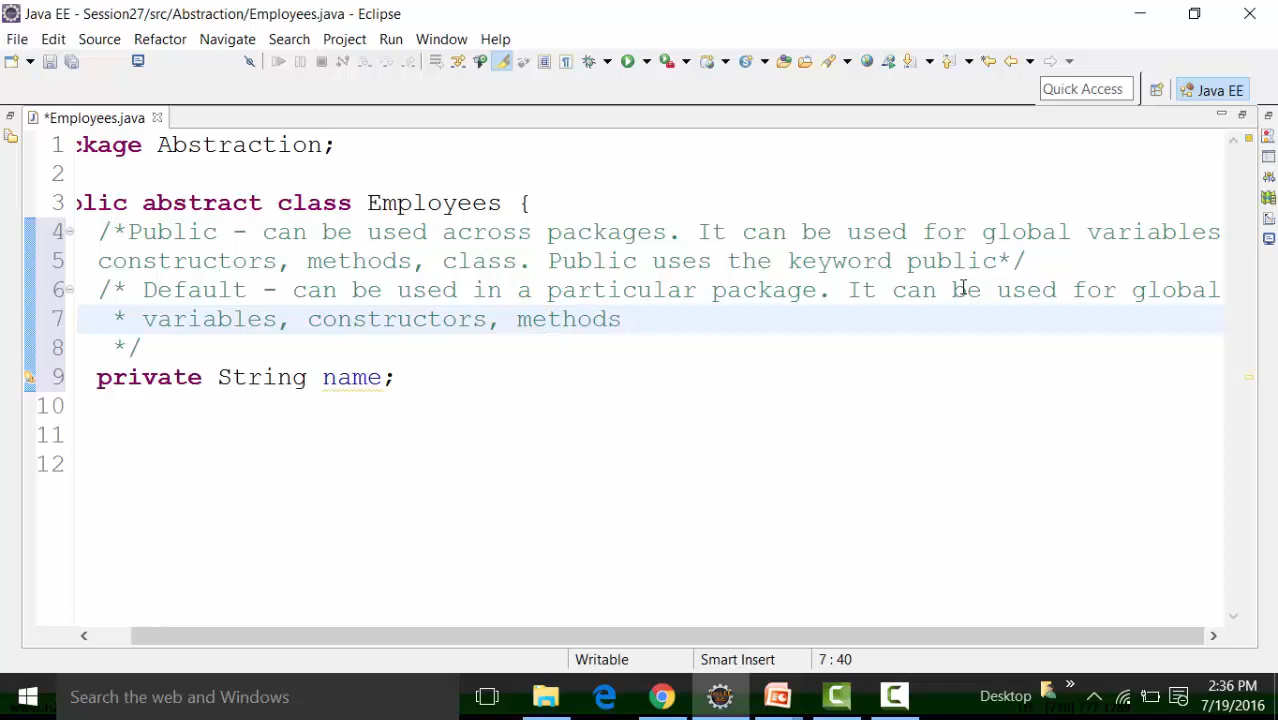 Java EE - Session27/src/Abstraction/Employees.java - Eclipse
File Edit Source Refactor Navigate Search Project Run Window Help
Quick Access
Java EE
*Employees.java
1 ckage Abstraction;
2
3 blic abstract class Employees {
4 /*Public - can be used across packages. It can be used for global variables
5 constructors, methods, class. Public uses the keyword public*/
6 /* Default - can be used in a particular package. It can be used for global
7 * variables, constructors, methods
8 */
9 private String name;
10
11
12
Writable Smart Insert 7 : 40
Search the web and Windows
Desktop
2:36 PM
7/19/2016